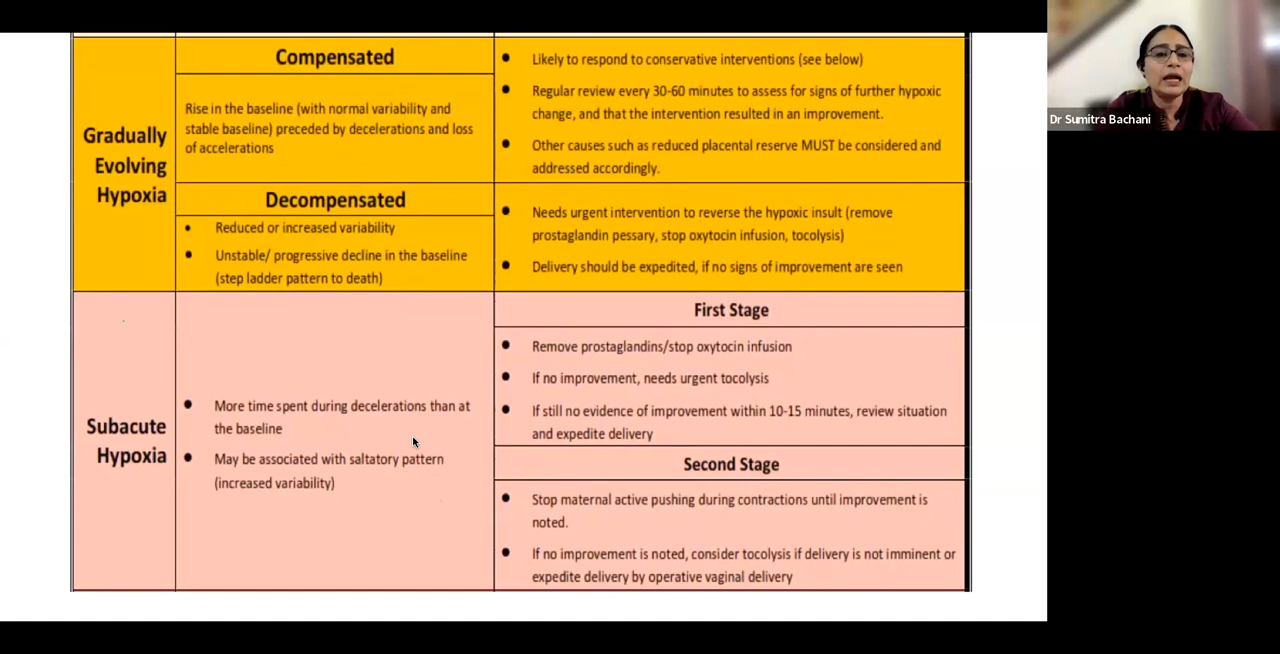 Compensated
Gradually
Evolving
Hypoxia
Rise in the baseline (with normal variability and
stable baseline) preceded by decelerations and loss
of accelerations
● Likely to respond to conservative interventions (see below)
● Regular review every 30-60 minutes to assess for signs of further hypoxic
change, and that the intervention resulted in an improvement.
● Other causes such as reduced placental reserve MUST be considered and
addressed accordingly.
Decompensated
● Reduced or increased variability
● Unstable/ progressive decline in the baseline
(step ladder pattern to death)
● Needs urgent intervention to reverse the hypoxic insult (remove
prostaglandin pessary, stop oxytocin infusion, tocolysis)
● Delivery should be expedited, if no signs of improvement are seen
Subacute
Hypoxia
● More time spent during decelerations than at
the baseline
● May be associated with saltatory pattern
(increased variability)
First Stage
● Remove prostaglandins/stop oxytocin infusion
● If no improvement, needs urgent tocolysis
● If still no evidence of improvement within 10-15 minutes, review situation
and expedite delivery
Second Stage
● Stop maternal active pushing during contractions until improvement is
noted.
● If no improvement is noted, consider tocolysis if delivery is not imminent or
expedite delivery by operative vaginal delivery
Dr Sumitra Bachani